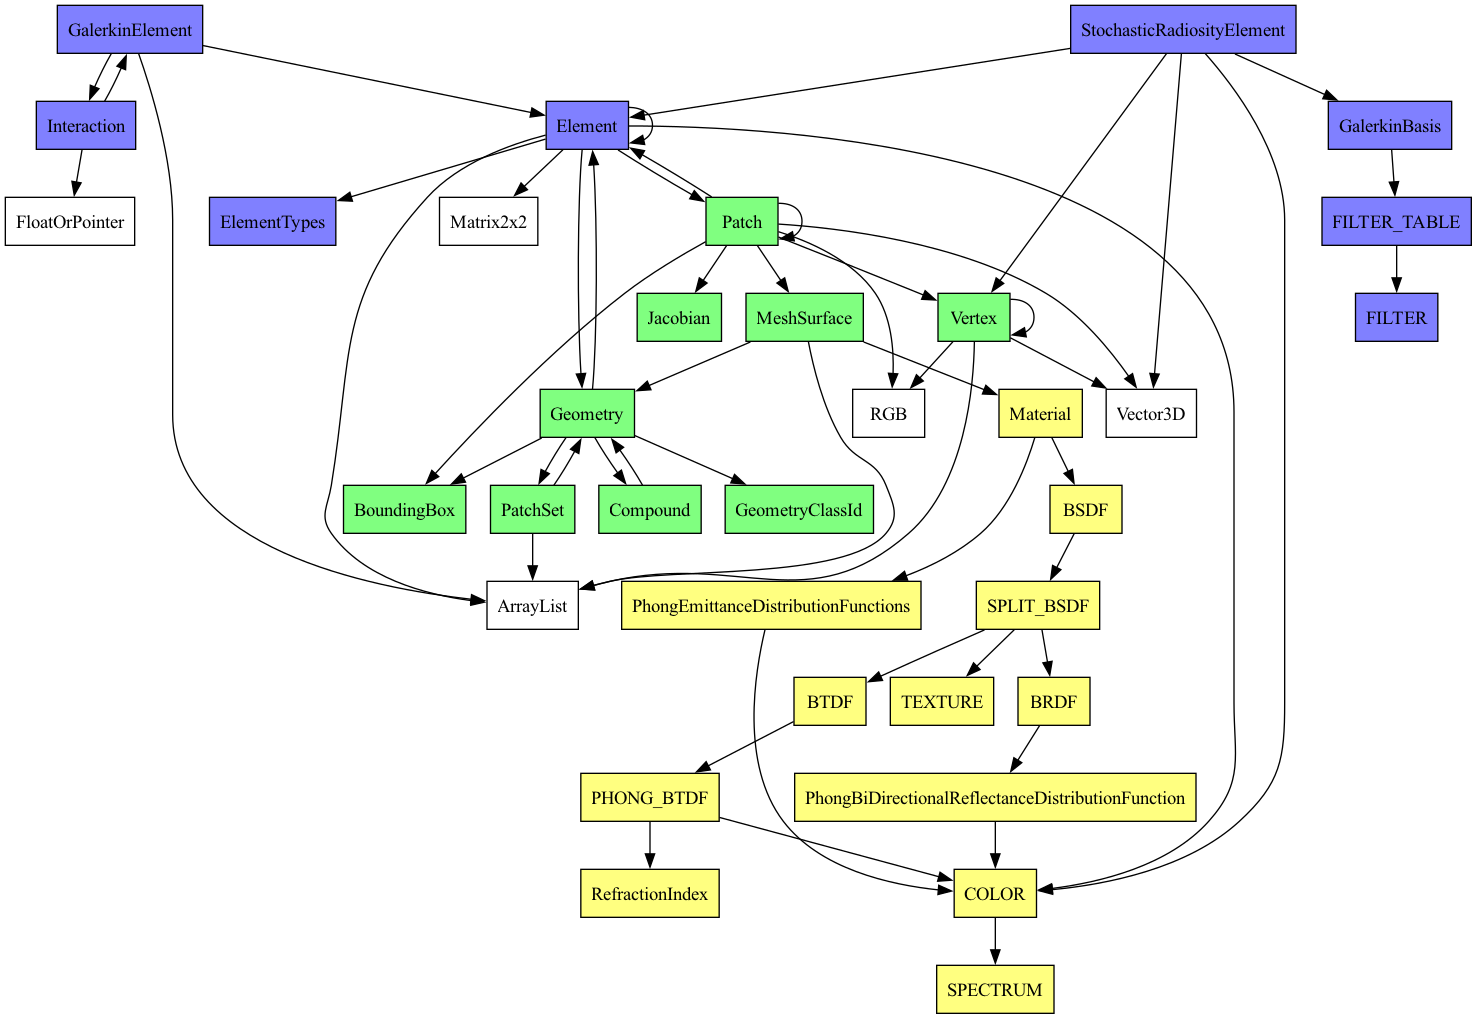 GalerkinElement
StochasticRadiosityElement
Interaction
Element
GalerkinBasis
FloatOrPointer
ElementTypes
Matrix2x2
Patch
FILTER_TABLE
Jacobian
MeshSurface
Vertex
FILTER
Geometry
RGB
Material
Vector3D
BoundingBox
PatchSet
Compound
GeometryClassId
BSDF
ArrayList
PhongEmittanceDistributionFunctions
SPLIT_BSDF
BTDF
TEXTURE
BRDF
PHONG_BTDF
PhongBiDirectionalReflectanceDistributionFunction
RefractionIndex
COLOR
SPECTRUM